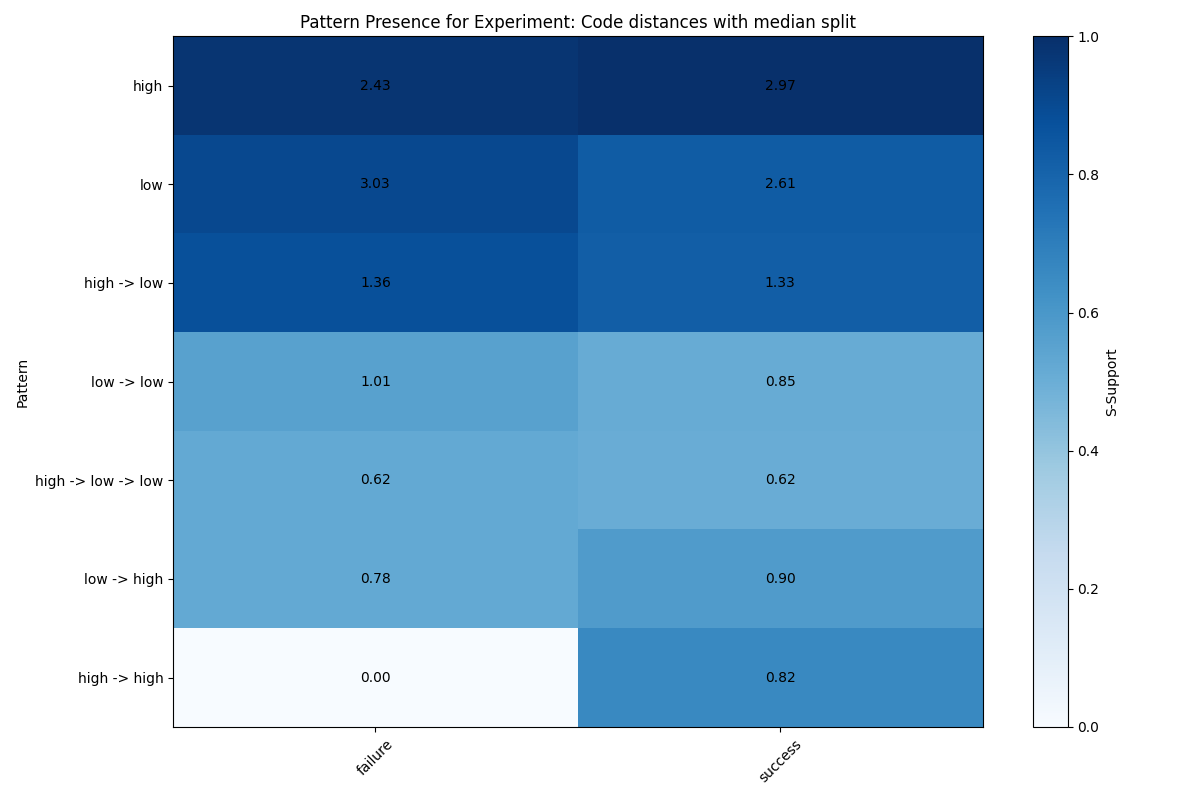 Pattern Presence for Experiment: Code distances with median split
high
2.43
2.97
low
3.03
2.61
high -> low
1.36
1.33
low -> low
1.01
0.85
high -> low -> low
0.62
0.62
low -> high
0.78
0.90
high -> high
0.00
0.82
Pattern
failure
success
1.0
0.8
0.6
0.4
0.2
0.0
S-Support